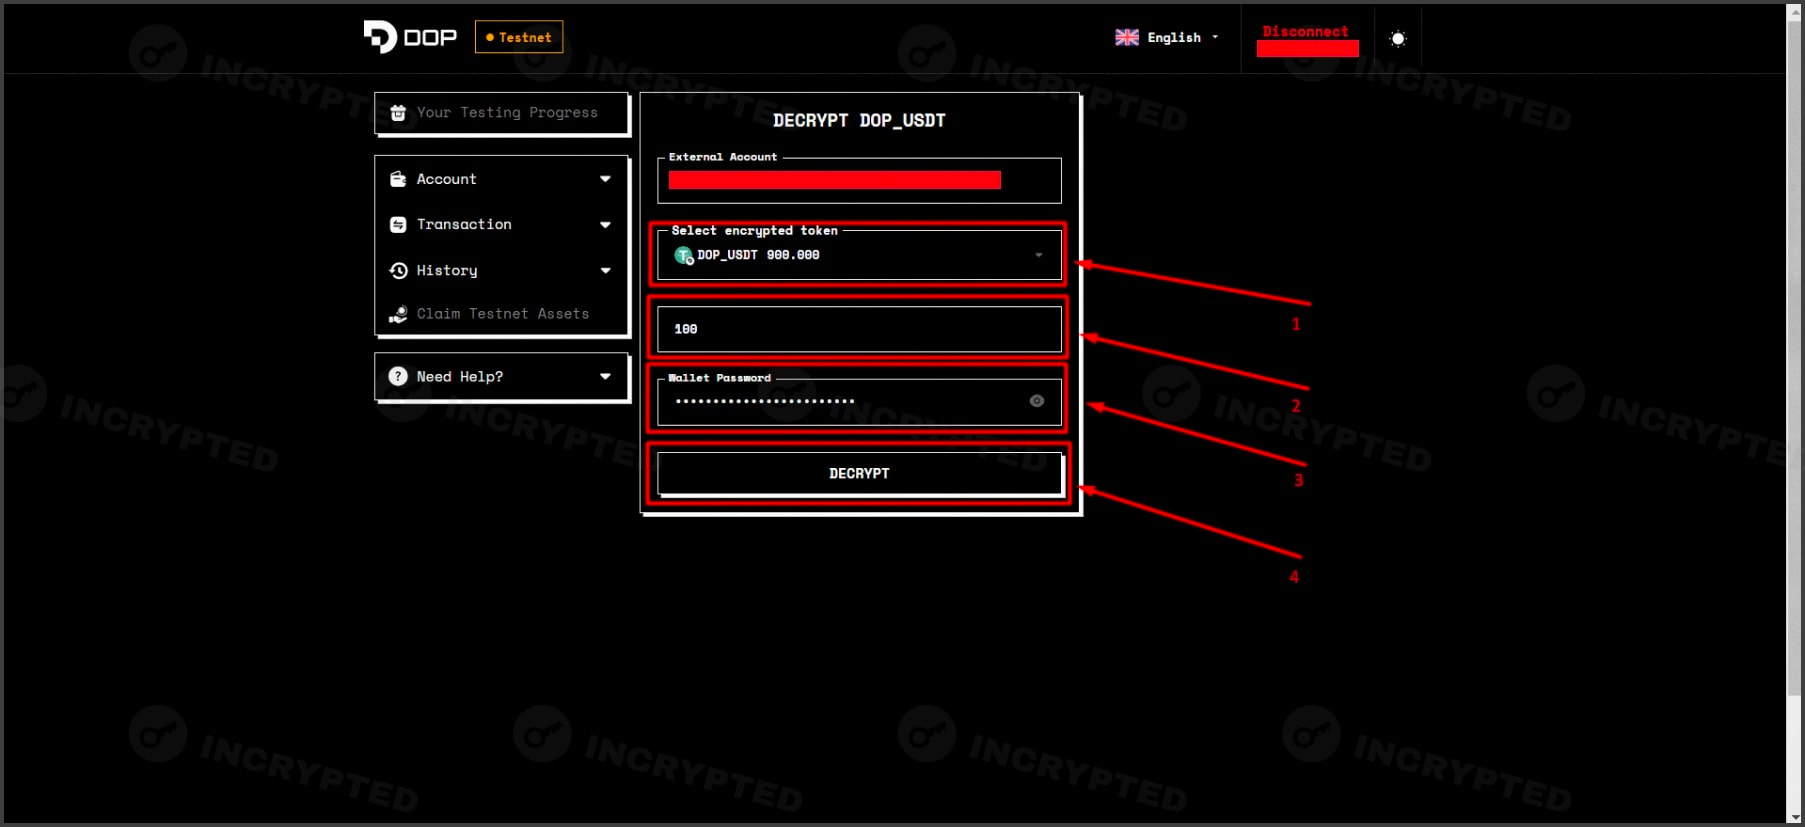 DOP
Testnet
English
Disconnect
Your Testing Progress
Account
Transaction
History
Claim Testnet Assets
Need Help?
DECRYPT DOP_USDT
External Account
Select encrypted token
DOP_USDT 900.000
100
Wallet Password
DECRYPT
1
2
3
4
INCRYPTED
INCRYPTED
INCRYPTED
INCRYPTED
INCRYPTED
INCRYPTED
INCRYPTED
INCRYPTED
INCRYPTED
INCRYPTED
INCRYPTED
INCRYPTED
INCRYPTED